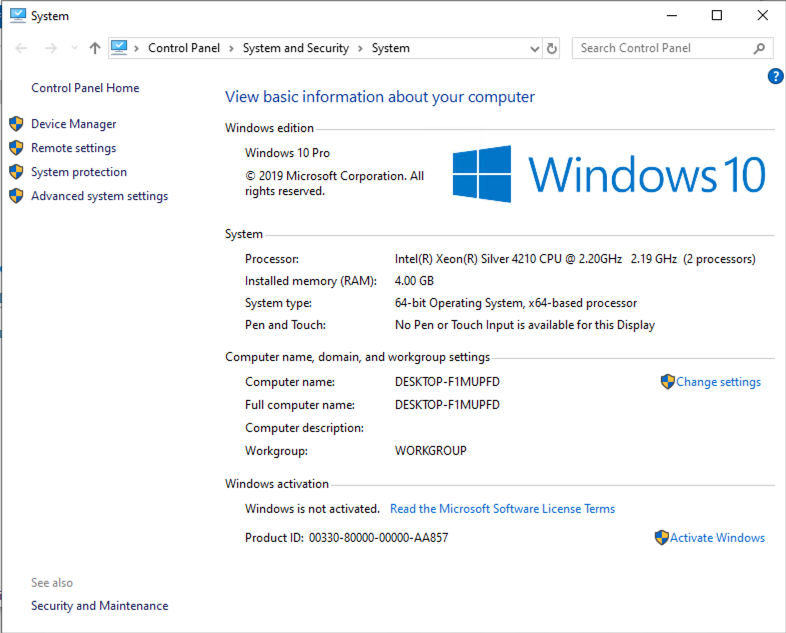 System
Control Panel > System and Security > System
Search Control Panel
?
Control Panel Home
Device Manager
Remote settings
System protection
Advanced system settings
See also
Security and Maintenance
View basic information about your computer
Windows edition
Windows 10 Pro
© 2019 Microsoft Corporation. All
rights reserved.
Windows 10
System
Processor: Intel(R) Xeon(R) Silver 4210 CPU @ 2.20GHz 2.19 GHz (2 processors)
Installed memory (RAM): 4.00 GB
System type: 64-bit Operating System, x64-based processor
Pen and Touch: No Pen or Touch Input is available for this Display
Computer name, domain, and workgroup settings
Computer name: DESKTOP-F1MUPFD
Change settings
Full computer name: DESKTOP-F1MUPFD
Computer description:
Workgroup: WORKGROUP
Windows activation
Windows is not activated. Read the Microsoft Software License Terms
Product ID: 00330-80000-00000-AA857
Activate Windows